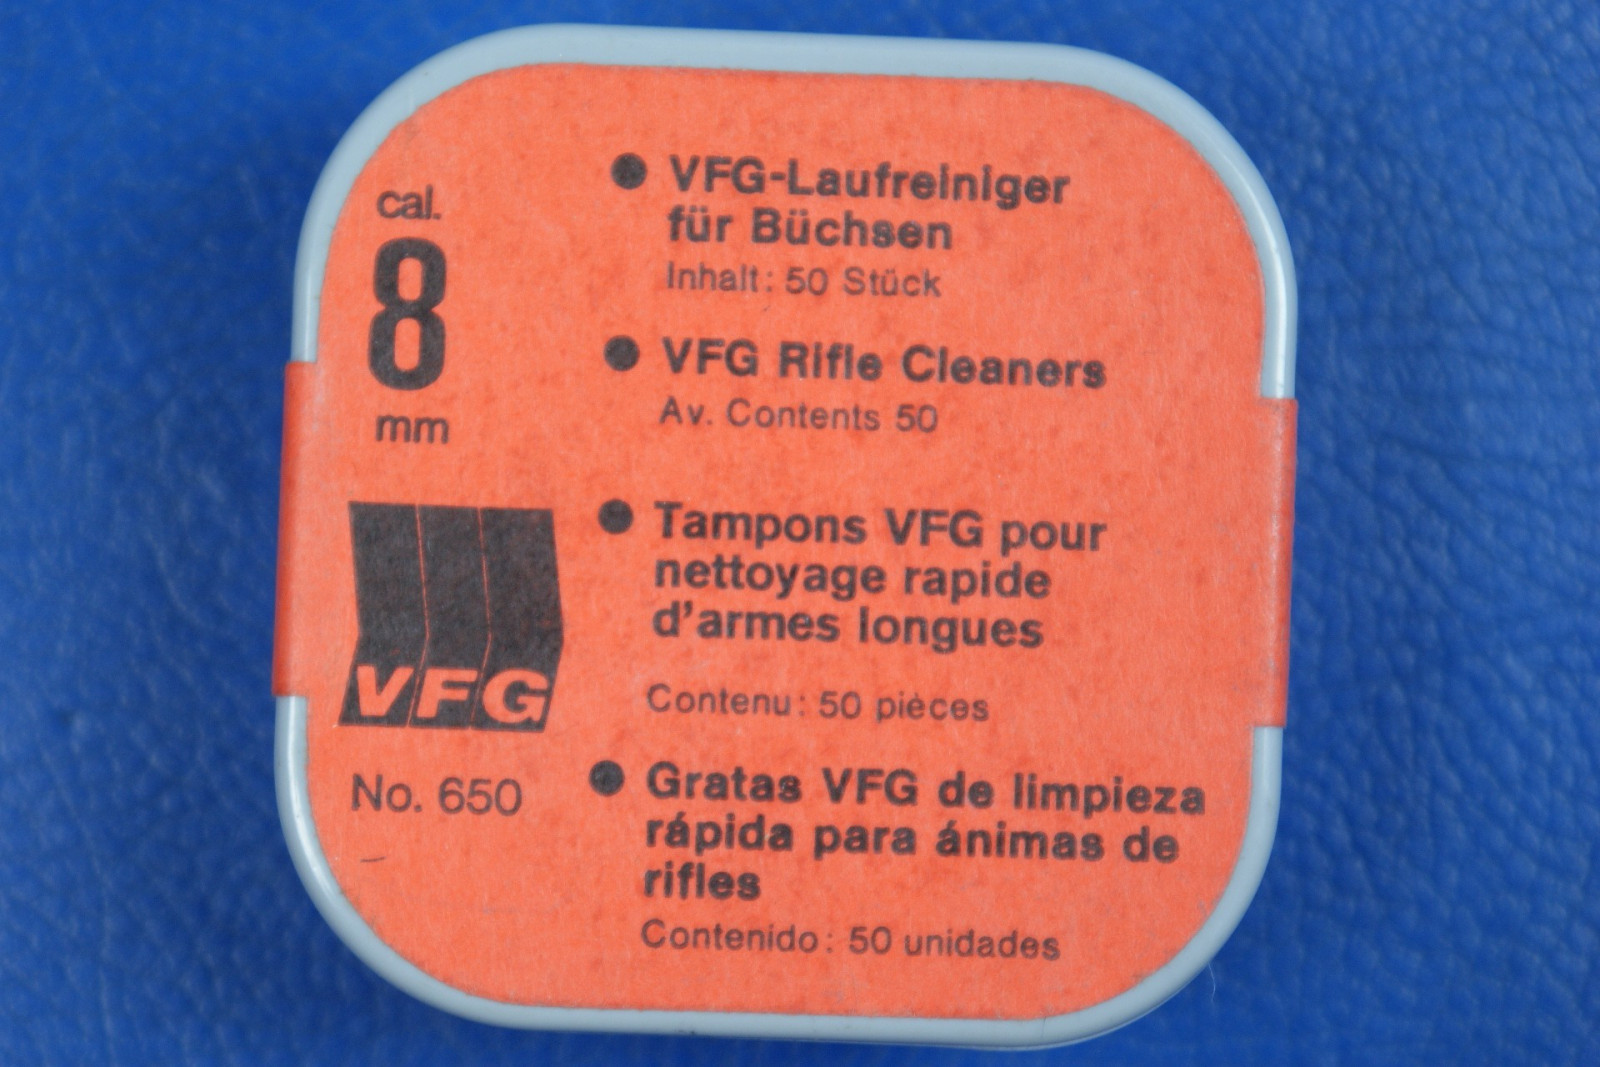 cal.
8
mm
VFG
No. 650
● VFG-Laufreiniger
für Büchsen
Inhalt: 50 Stück
● VFG Rifle Cleaners
Av. Contents 50
● Tampons VFG pour
nettoyage rapide
d'armes longues
Contenu: 50 pièces
● Gratas VFG de limpieza
rápida para ánimas de
rifles
Contenido: 50 unidades